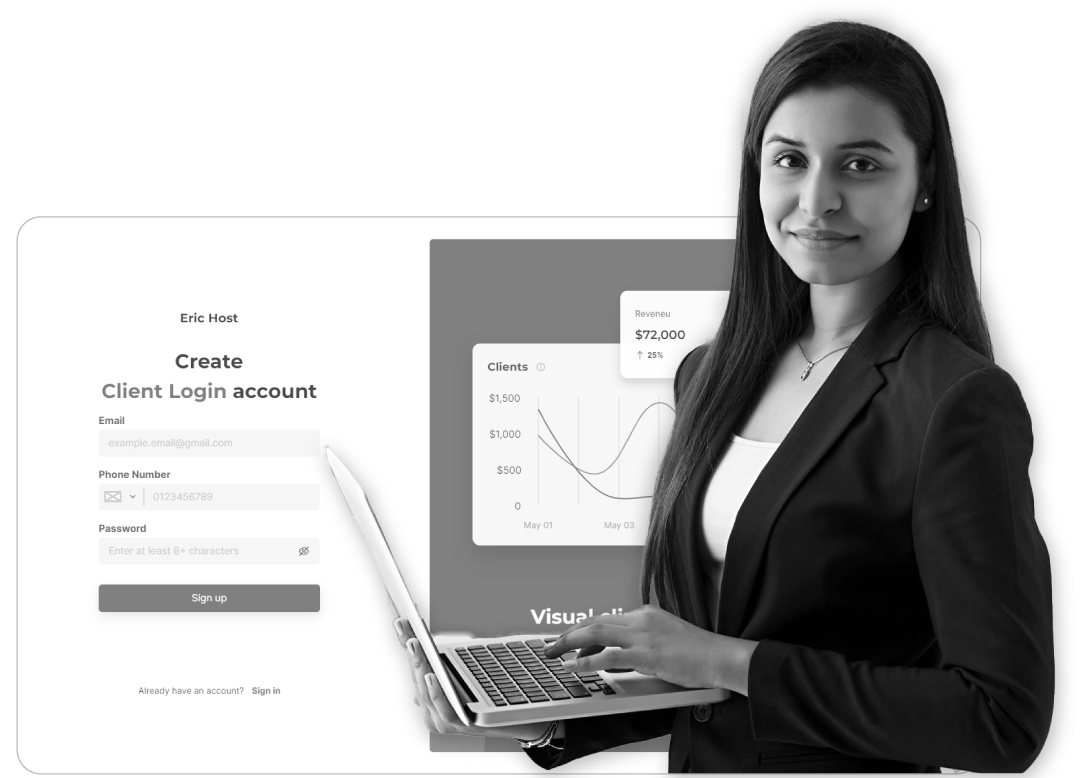 Eric Host
Create
Client Login account
Email
example.email@gmail.com
Phone Number
0123456789
Password
Enter at least 8+ characters
Sign up
Already have an account? Sign in
Reveneu
$72,000
25%
Clients
$1,500
$1,000
$500
0
May 01
May 03
Visual